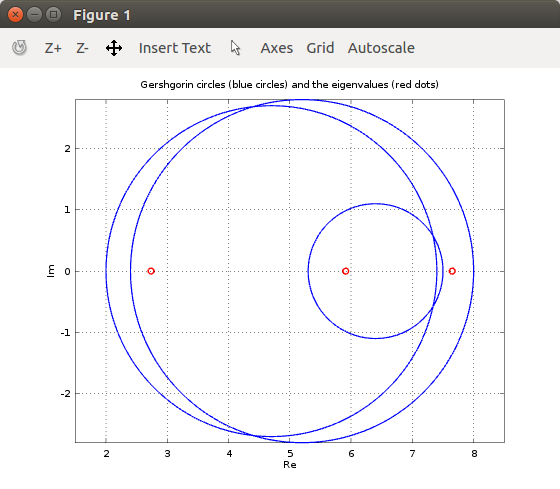 Figure 1
Z+ Z- Insert Text Axes Grid Autoscale
Gershgorin circles (blue circles) and the eigenvalues (red dots)
2
1
0
-1
-2
Im
2 3 4 5 6 7 8
Re